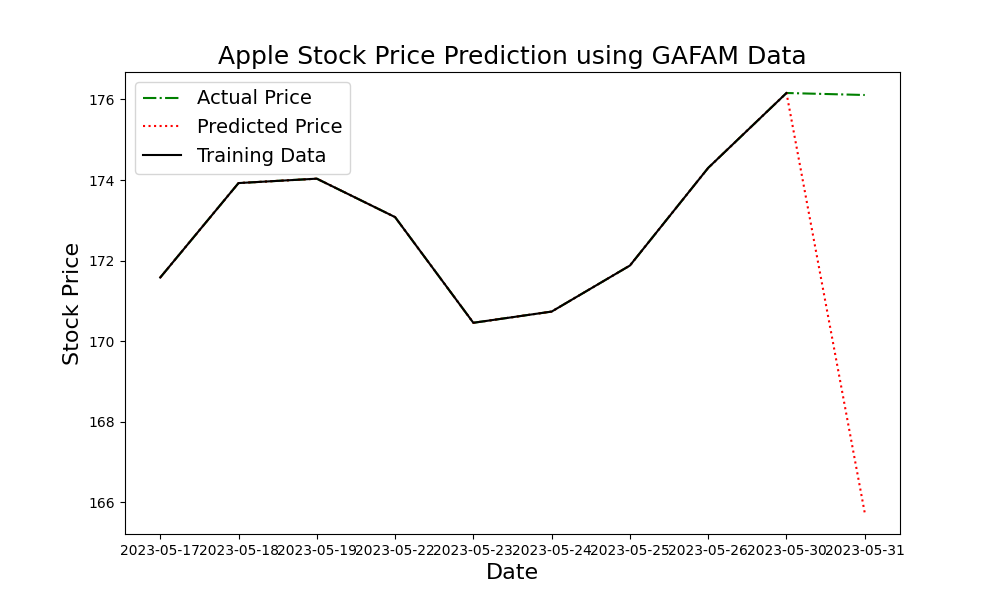 Apple Stock Price Prediction using GAFAM Data
Actual Price
Predicted Price
Training Data
Stock Price
176
174
172
170
168
166
2023-05-17 2023-05-18 2023-05-19 2023-05-22 2023-05-23 2023-05-24 2023-05-25 2023-05-26 2023-05-30 2023-05-31
Date